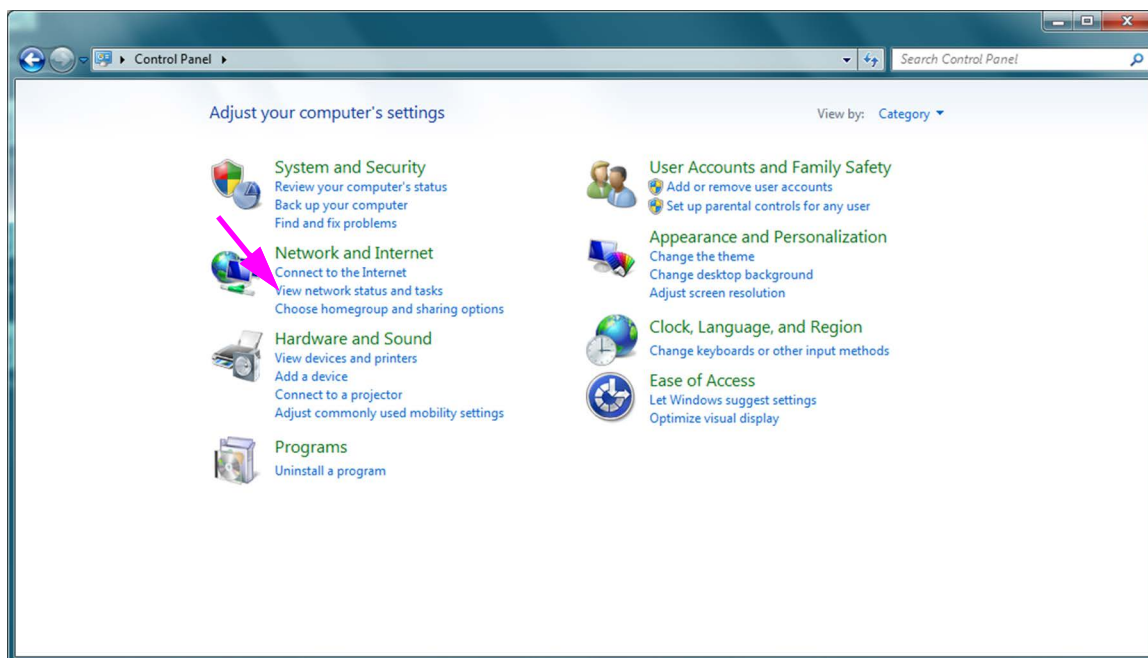 Control Panel
Search Control Panel
Adjust your computer's settings
View by: Category
System and Security
Review your computer's status
Back up your computer
Find and fix problems
Network and Internet
Connect to the Internet
View network status and tasks
Choose homegroup and sharing options
Hardware and Sound
View devices and printers
Add a device
Connect to a projector
Adjust commonly used mobility settings
Programs
Uninstall a program
User Accounts and Family Safety
Add or remove user accounts
Set up parental controls for any user
Appearance and Personalization
Change the theme
Change desktop background
Adjust screen resolution
Clock, Language, and Region
Change keyboards or other input methods
Ease of Access
Let Windows suggest settings
Optimize visual display